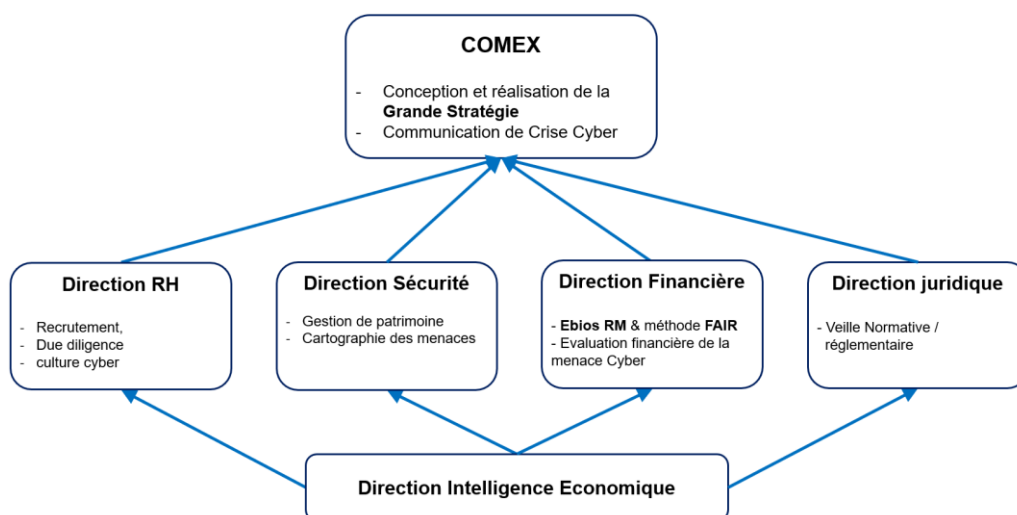 COMEX
- Conception et réalisation de la
Grande Stratégie
- Communication de Crise Cyber
Direction RH
- Recrutement,
- Due diligence
- culture cyber
Direction Sécurité
- Gestion de patrimoine
- Cartographie des menaces
Direction Financière
- Ebios RM & méthode FAIR
- Evaluation financière de la
menace Cyber
Direction juridique
- Veille Normative /
réglementaire
Direction Intelligence Economique